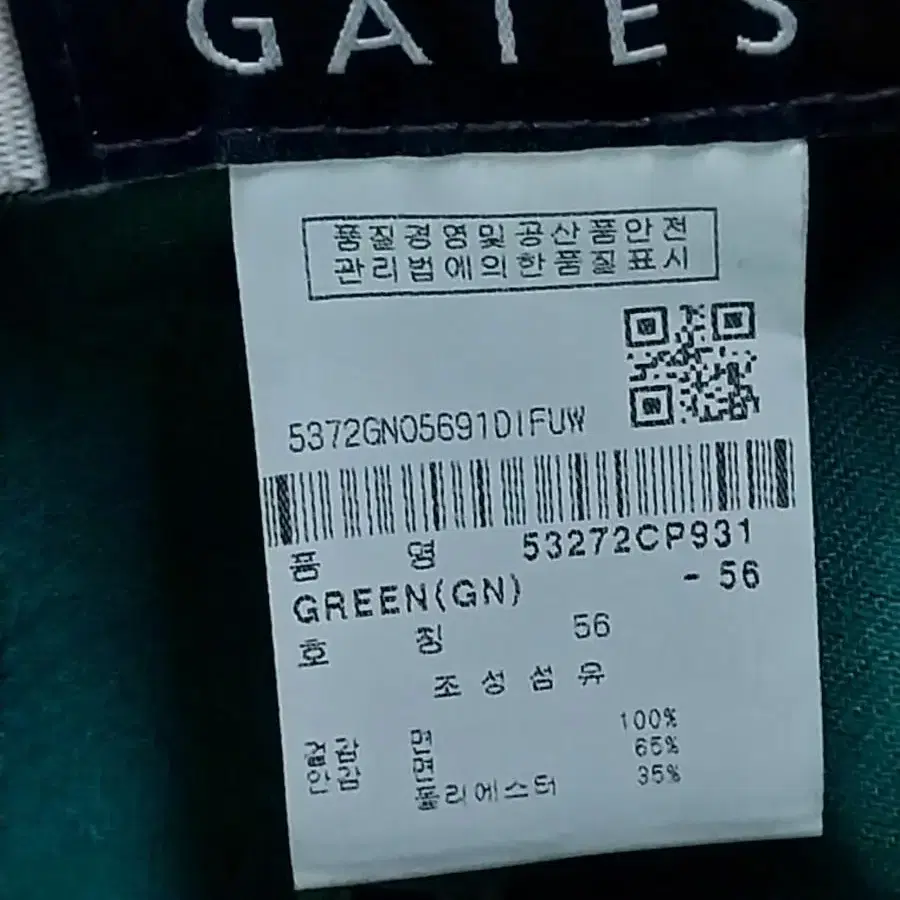 GATES
품질경영및공산품안전
관리법에의한품질표시
5372GN05691DIFUW
품 명 53272CP931
GREEN(GN) - 56
호 칭 56
조성섬유
겉감 면 100%
안감 면 65%
폴리에스터 35%